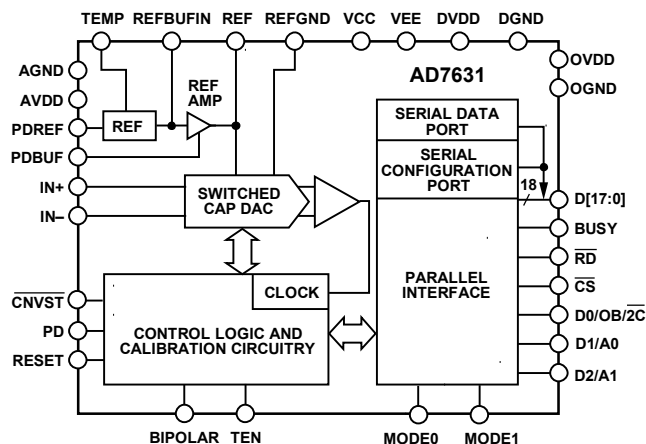 TEMP REFBUFIN REF REFGND VCC VEE DVDD DGND
AGND
AVDD
PDREF
PDBUF
IN+
IN–
CNVST
PD
RESET
REF
REF
AMP
SWITCHED
CAP DAC
CLOCK
CONTROL LOGIC AND
CALIBRATION CIRCUITRY
AD7631
SERIAL DATA
PORT
SERIAL
CONFIGURATION
PORT
18
PARALLEL
INTERFACE
OVDD
OGND
D[17:0]
BUSY
RD
CS
D0/OB/2C
D1/A0
D2/A1
BIPOLAR TEN
MODE0 MODE1